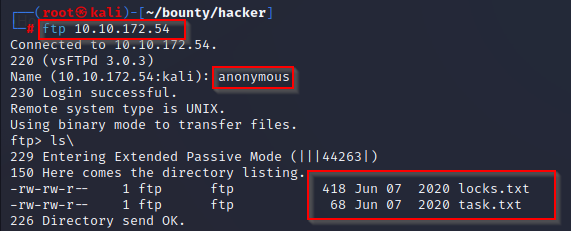 ┌──(root㉿kali)-[~/bounty/hacker]
└─# ftp 10.10.172.54
Connected to 10.10.172.54.
220 (vsFTPd 3.0.3)
Name (10.10.172.54:kali): anonymous
230 Login successful.
Remote system type is UNIX.
Using binary mode to transfer files.
ftp> ls\
229 Entering Extended Passive Mode (|||44263|)
150 Here comes the directory listing.
-rw-rw-r--    1 ftp      ftp           418 Jun 07  2020 locks.txt
-rw-rw-r--    1 ftp      ftp            68 Jun 07  2020 task.txt
226 Directory send OK.